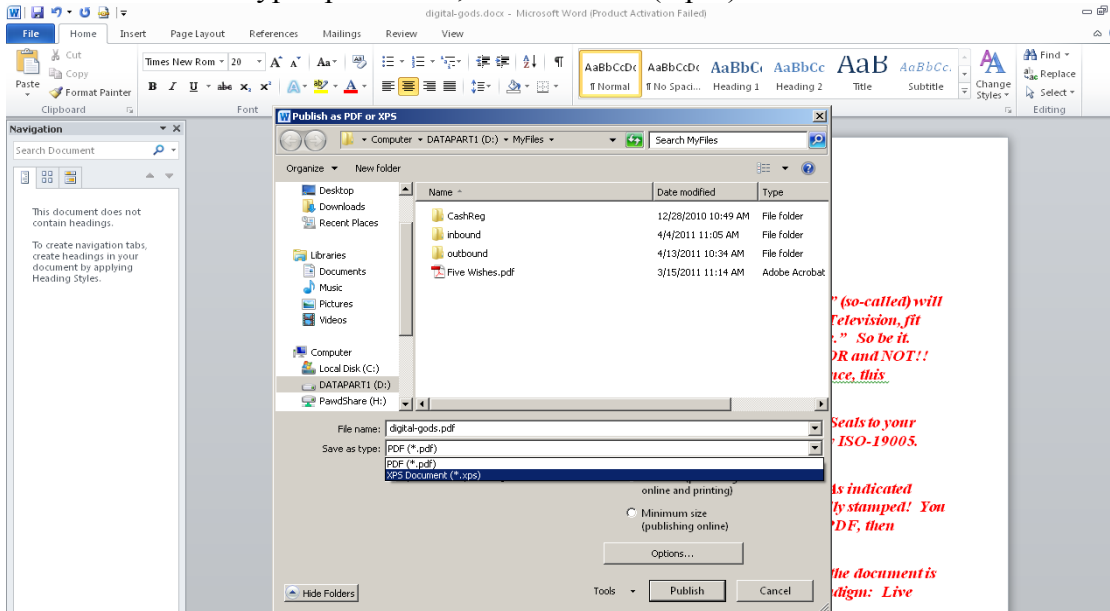 digital-gods.docx - Microsoft Word (Product Activation Failed)
File Home Insert Page Layout References Mailings Review View
Paste
Cut
Copy
Format Painter
Clipboard
Times New Rom 20
Font
AaBbCcDc AaBbCcDc AaBbC AaBbCc AaB AaBbCc.
¶ Normal ¶ No Spaci... Heading 1 Heading 2 Title Subtitle
Change Styles
Find
Replace
Select
Editing
Navigation
Search Document
This document does not
contain headings.
To create navigation tabs,
create headings in your
document by applying
Heading Styles.
Publish as PDF or XPS
Computer DATAPART1 (D:) MyFiles
Search MyFiles
Organize New folder
Desktop
Downloads
Recent Places
Libraries
Documents
Music
Pictures
Videos
Computer
Local Disk (C:)
DATAPART1 (D:)
PawdShare (H:)
Name Date modified Type
CashReg 12/28/2010 10:49 AM File folder
inbound 4/4/2011 11:05 AM File folder
outbound 4/13/2011 10:34 AM File folder
Five Wishes.pdf 3/15/2011 11:14 AM Adobe Acrobat
File name: digital-gods.pdf
Save as type: PDF (*.pdf)
PDF (*.pdf)
XPS Document (*.xps)
online and printing)
Minimum size
(publishing online)
Options...
Hide Folders
Tools Publish Cancel
" (so-called) will
Television, fit
." So be it.
OR and NOT!!
this
Seals to your
ISO-19005.
As indicated
stamped! You
PDF, then
the document is
Live